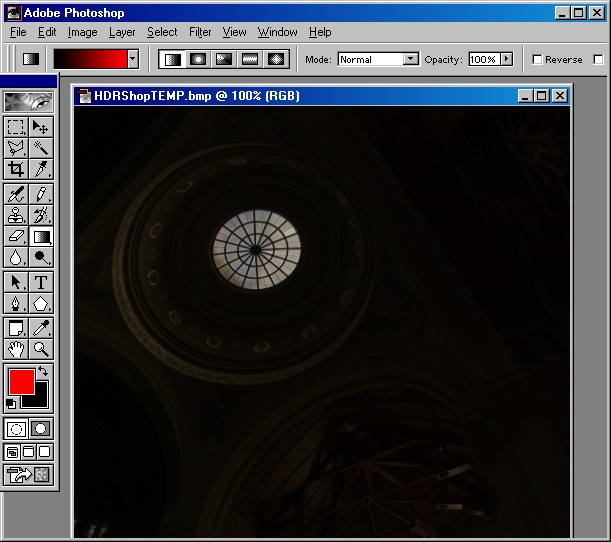 Adobe Photoshop
File Edit Image Layer Select Filter View Window Help
Mode: Normal Opacity: 100% Reverse
HDRShopTEMP.bmp @ 100% (RGB)
T